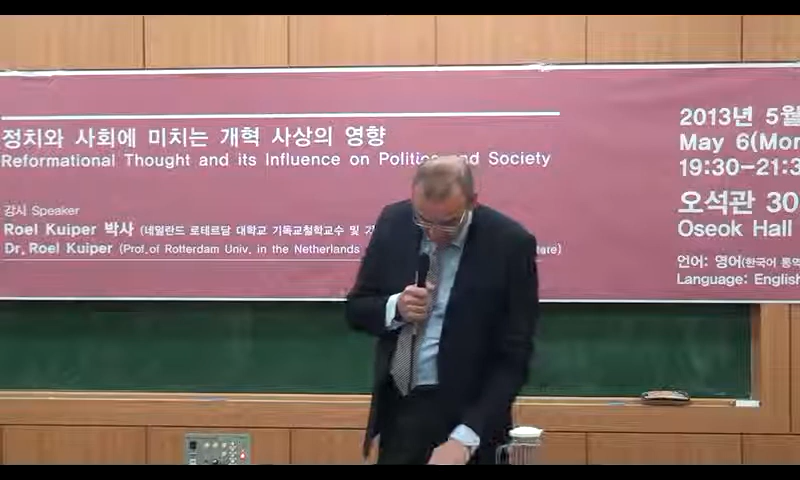 정치와 사회에 미치는 개혁 사상의 영향
Reformational Thought and its Influence on Politics and Society
강사 Speaker
Roel Kuiper 박사 (네덜란드 로테르담 대학교 기독교철학교수 및
Dr. Roel Kuiper (Prof. of Rotterdam Univ. in the Netherlands
2013년 5월
May 6(Mon
19:30-21:3
오석관 30
Oseok Hall
언어: 영어(한국어 통역
Language: English